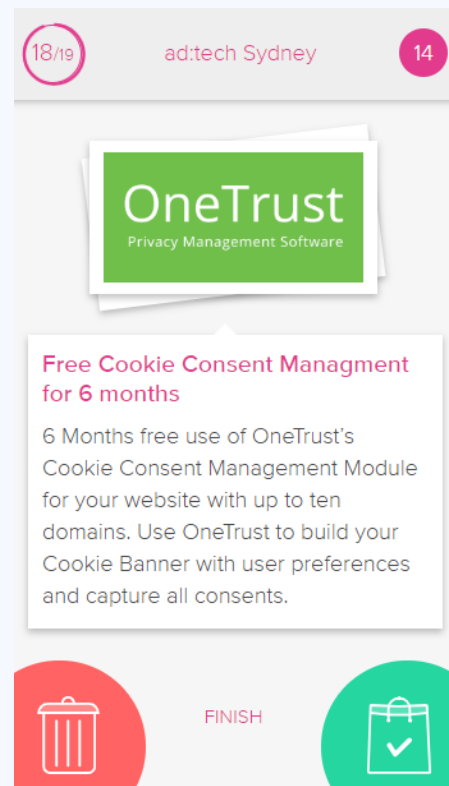 18/19
ad:tech Sydney
14
OneTrust
Privacy Management Software
Free Cookie Consent Managment
for 6 months
6 Months free use of OneTrust's
Cookie Consent Management Module
for your website with up to ten
domains. Use OneTrust to build your
Cookie Banner with user preferences
and capture all consents.
FINISH